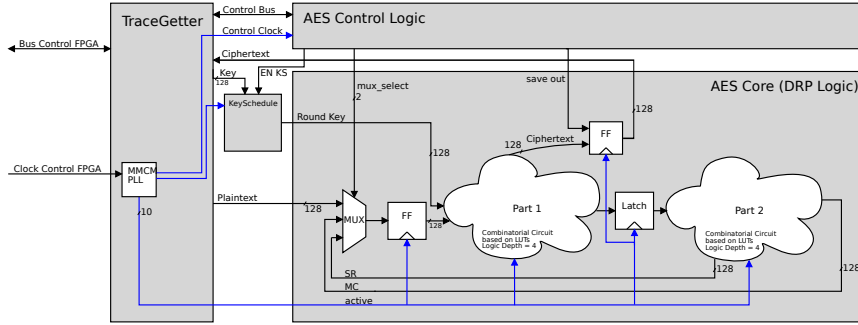 TraceGetter
Control Bus
AES Control Logic
Control Clock
Bus Control FPGA
Ciphertext
Key
128
EN KS
mux_select
2
save out
AES Core (DRP Logic)
KeySchedule
128
Round Key
128
Ciphertext
FF
128
Clock Control FPGA
MMCM
PLL
10
Plaintext
128
MUX
FF
128
Part 1
Combinatorial Circuit
based on LUTs
Logic Depth = 4
Latch
Part 2
Combinatorial Circuit
based on LUTs
Logic Depth = 4
SR
128
128
MC
active